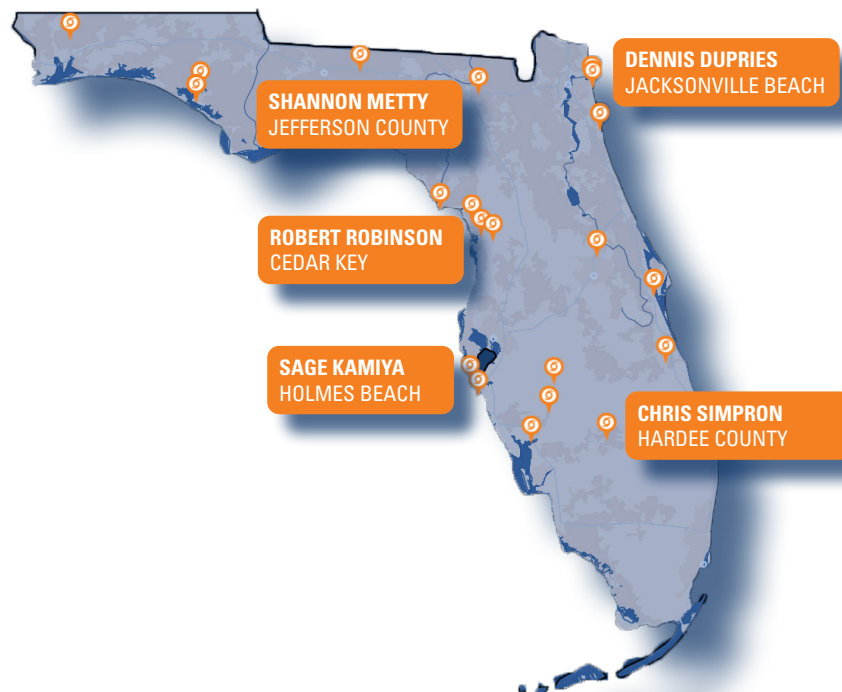 DENNIS DUPRIES
JACKSONVILLE BEACH
SHANNON METTY
JEFFERSON COUNTY
ROBERT ROBINSON
CEDAR KEY
SAGE KAMIYA
HOLMES BEACH
CHRIS SIMPRON
HARDEE COUNTY